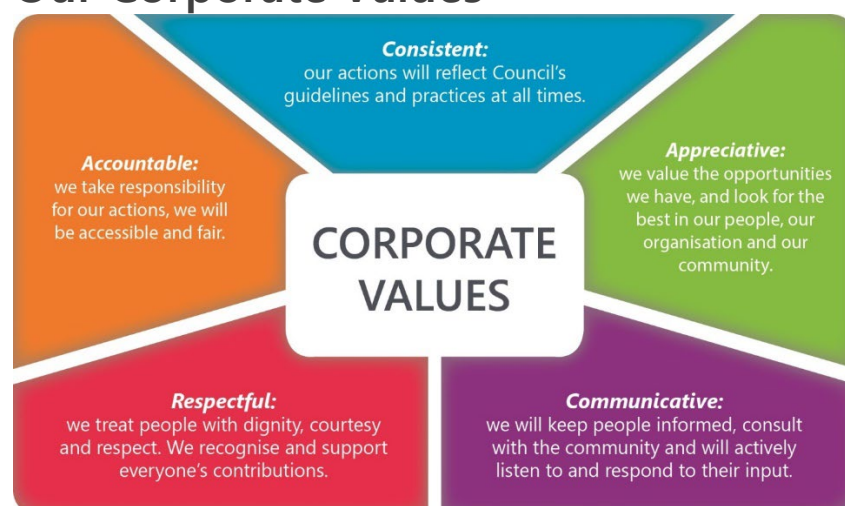 Our Corporate Values
Consistent:
our actions will reflect Council’s
guidelines and practices at all times.
Accountable:
we take responsibility
for our actions, we will
be accessible and fair.
Appreciative:
we value the opportunities
we have, and look for the
best in our people, our
organisation and our
community.
CORPORATE
VALUES
Respectful:
we treat people with dignity, courtesy
and respect. We recognise and support
everyone’s contributions.
Communicative:
we will keep people informed, consult
with the community and will actively
listen to and respond to their input.